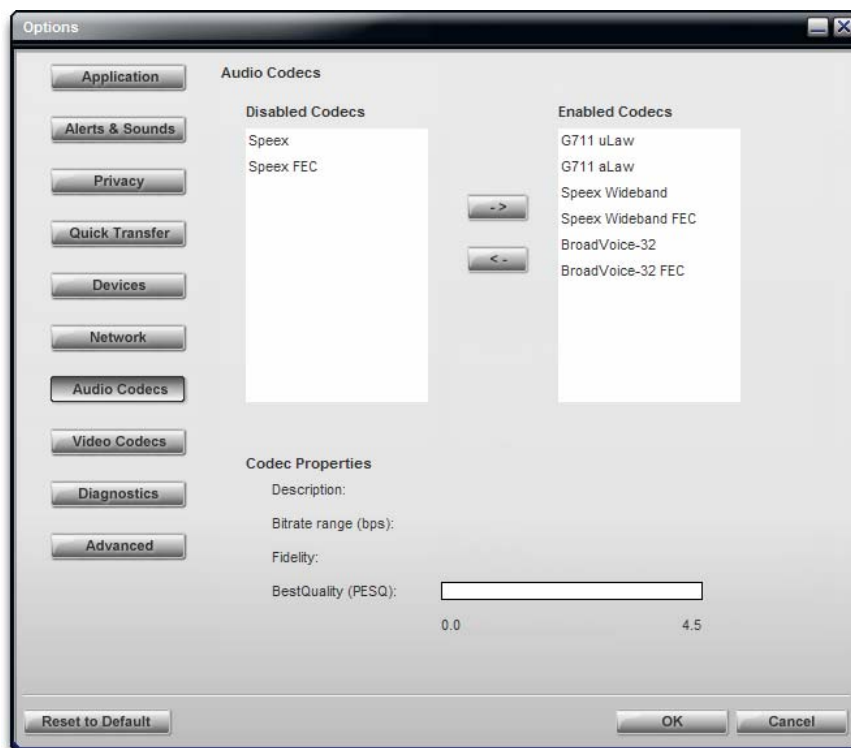 Options
Application
Alerts & Sounds
Privacy
Quick Transfer
Devices
Network
Audio Codecs
Video Codecs
Diagnostics
Advanced
Audio Codecs
Disabled Codecs
Speex
Speex FEC
->
<-
Enabled Codecs
G711 uLaw
G711 aLaw
Speex Wideband
Speex Wideband FEC
BroadVoice-32
BroadVoice-32 FEC
Codec Properties
Description:
Bitrate range (bps):
Fidelity:
BestQuality (PESQ):
0.0 4.5
Reset to Default
OK
Cancel